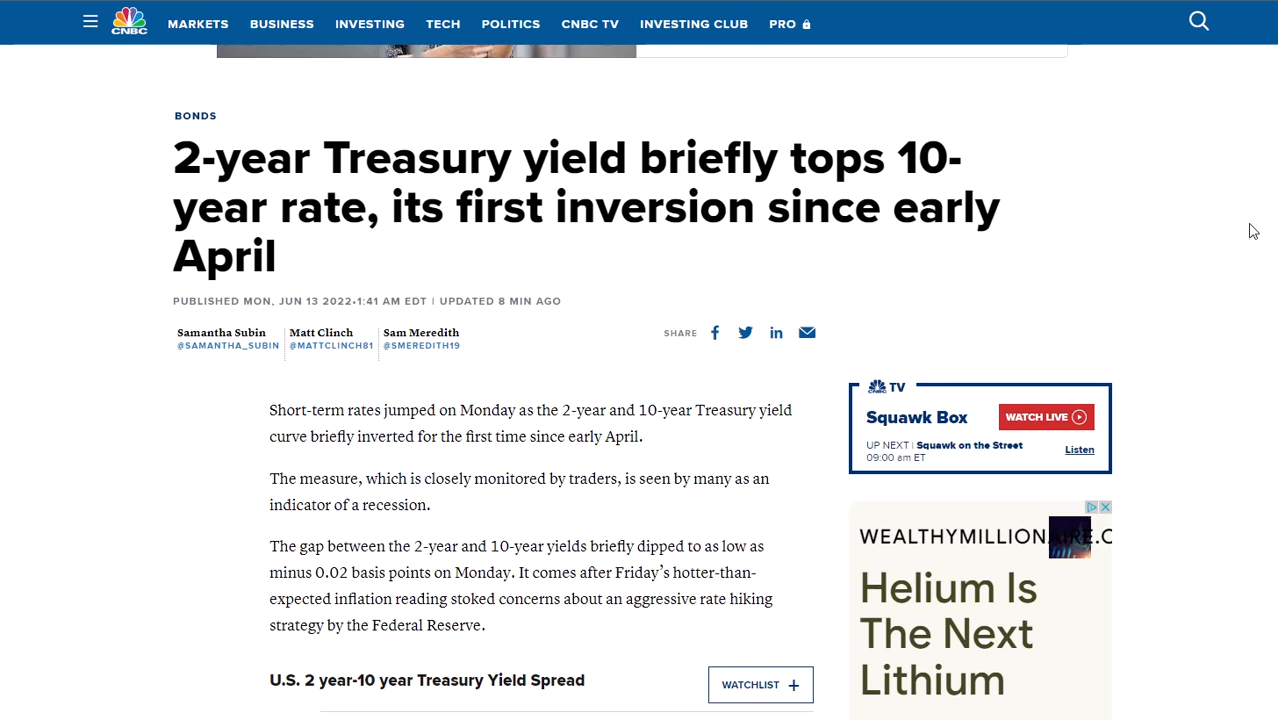 MARKETS BUSINESS INVESTING TECH POLITICS CNBC TV INVESTING CLUB PRO
CNBC
BONDS
2-year Treasury yield briefly tops 10-
year rate, its first inversion since early
April
PUBLISHED MON, JUN 13 2022•1:41 AM EDT | UPDATED 8 MIN AGO
Samantha Subin Matt Clinch Sam Meredith
@SAMANTHA_SUBIN @MATTCLINCH81 @SMEREDITH19
SHARE
Short-term rates jumped on Monday as the 2-year and 10-year Treasury yield
curve briefly inverted for the first time since early April.
The measure, which is closely monitored by traders, is seen by many as an
indicator of a recession.
The gap between the 2-year and 10-year yields briefly dipped to as low as
minus 0.02 basis points on Monday. It comes after Friday’s hotter-than-
expected inflation reading stoked concerns about an aggressive rate hiking
strategy by the Federal Reserve.
U.S. 2 year-10 year Treasury Yield Spread
WATCHLIST +
CNBC TV
Squawk Box
WATCH LIVE
UP NEXT | Squawk on the Street
09:00 am ET
Listen
WEALTHYMILLIONAIRE.C
Helium Is
The Next
Lithium